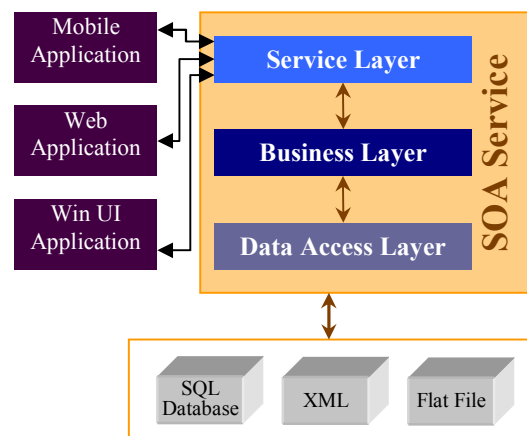 Mobile
Application
Web
Application
Win UI
Application
Service Layer
Business Layer
Data Access Layer
SOA Service
SQL
Database
XML
Flat File